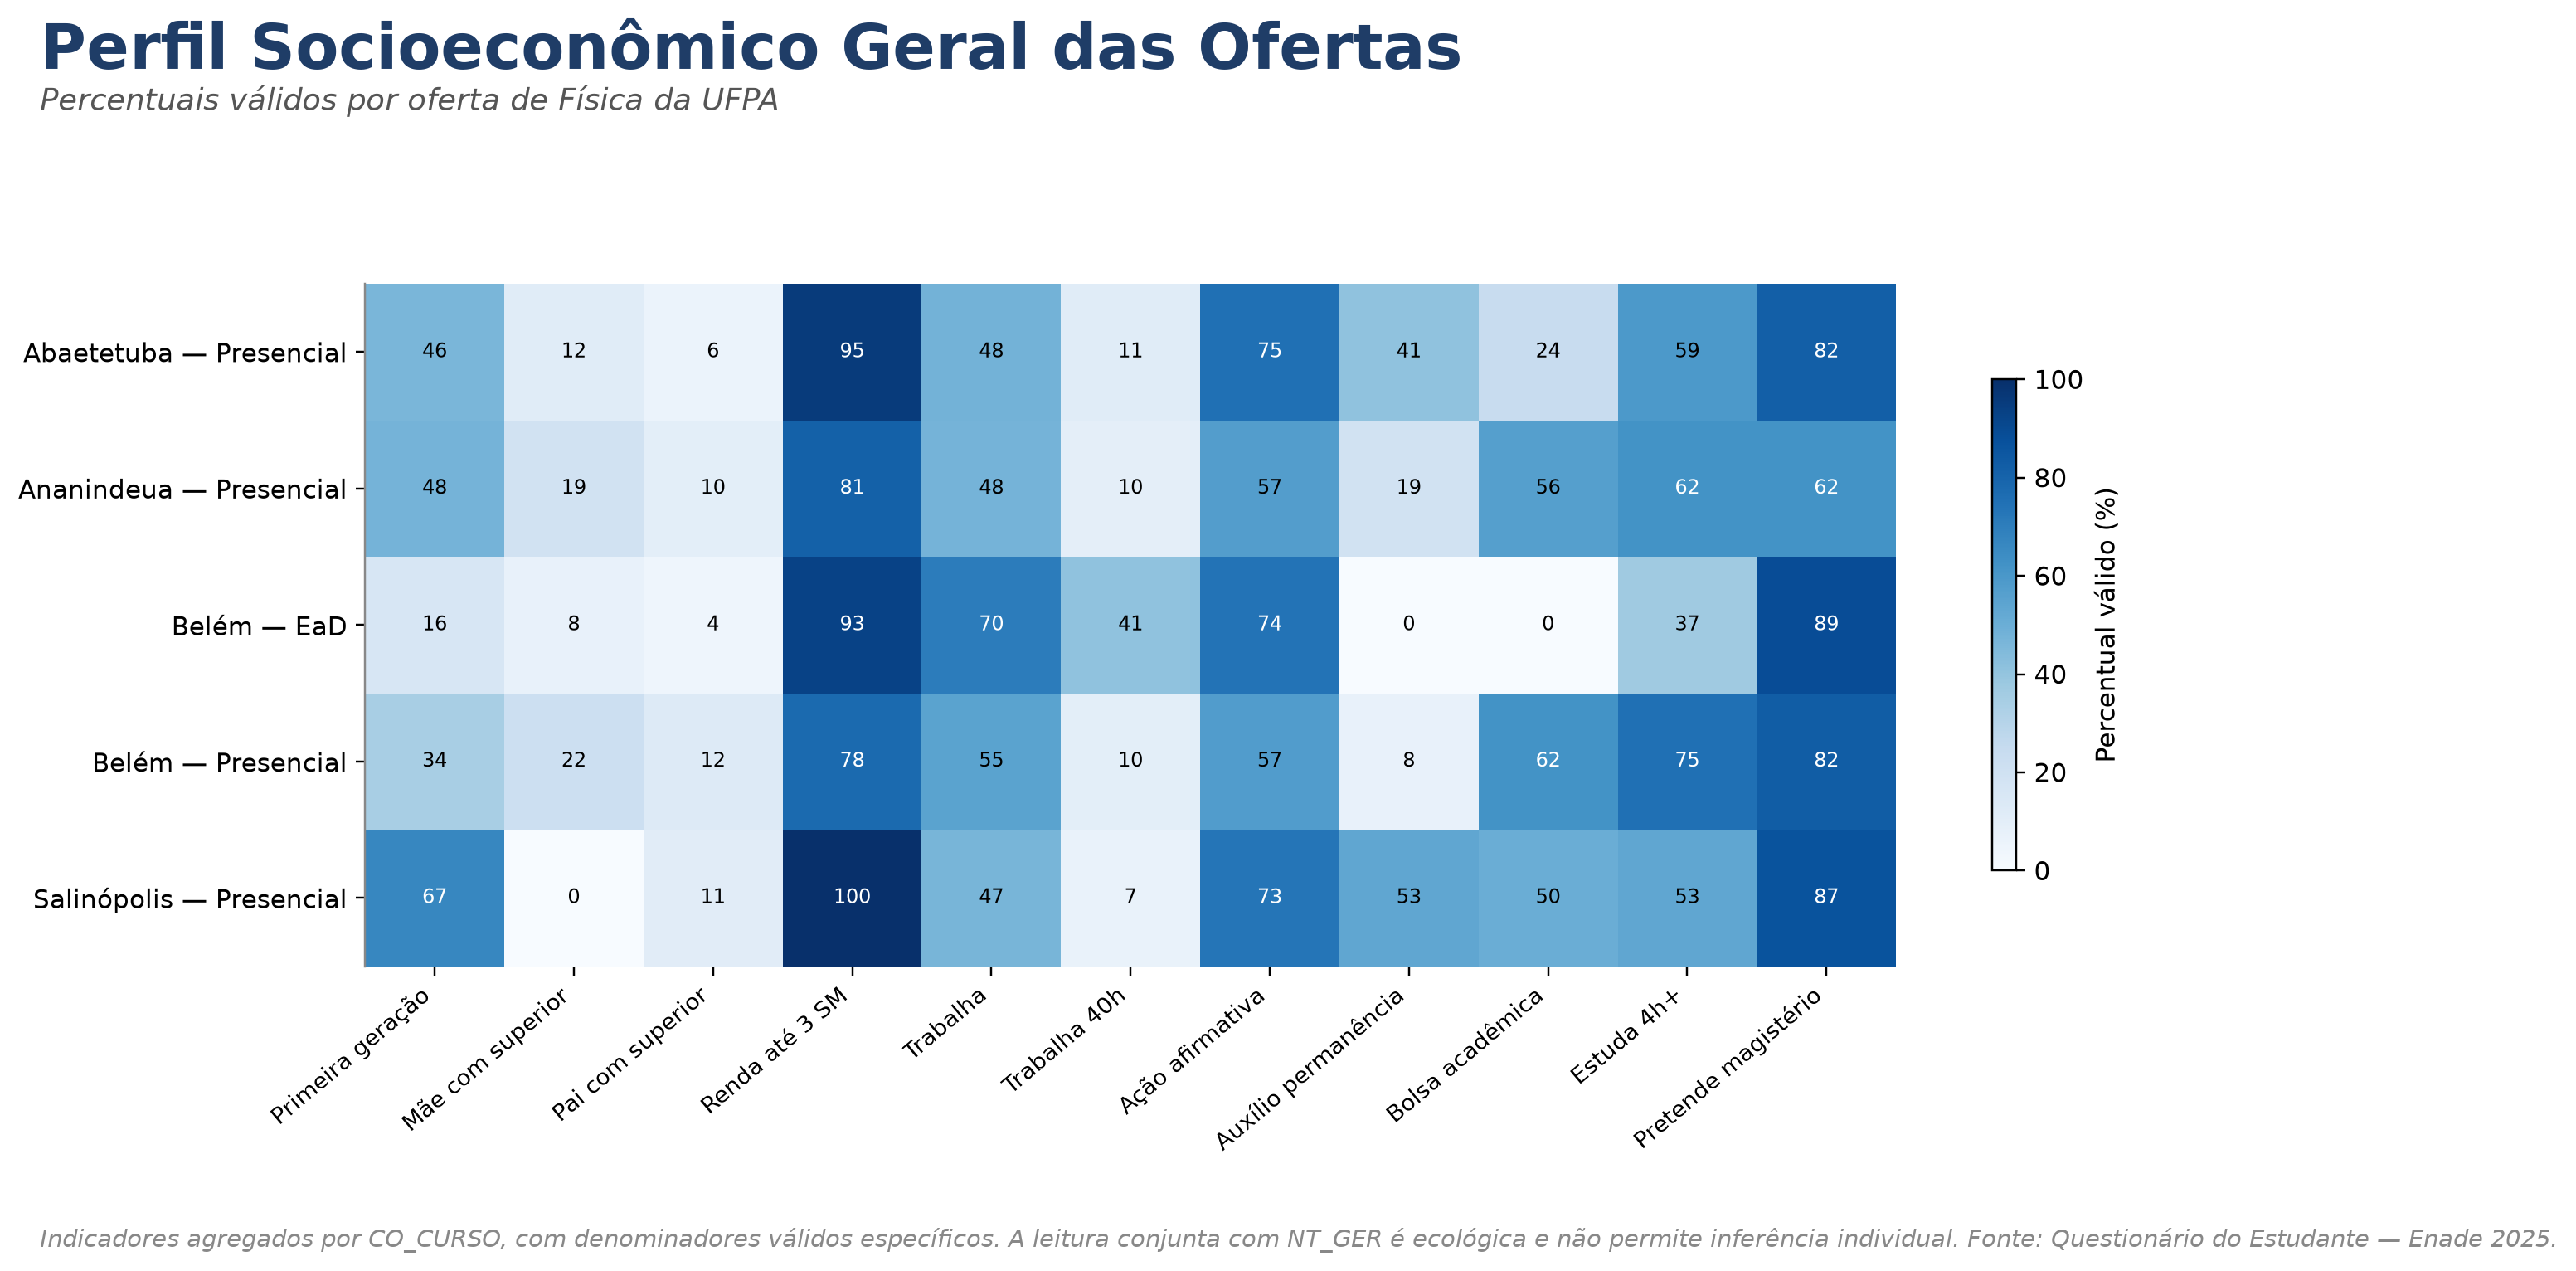 Perfil Socioeconômico Geral das Ofertas
Percentuais válidos por oferta de Física da UFPA
Abaetetuba — Presencial 46 12 6 95 48 11 75 41 24 59 82
Ananindeua — Presencial 48 19 10 81 48 10 57 19 56 62 62
Belém — EaD 16 8 4 93 70 41 74 0 0 37 89
Belém — Presencial 34 22 12 78 55 10 57 8 62 75 82
Salinópolis — Presencial 67 0 11 100 47 7 73 53 50 53 87
Primeira geração
Mãe com superior
Pai com superior
Renda até 3 SM
Trabalha
Trabalha 40h
Ação afirmativa
Auxílio permanência
Bolsa acadêmica
Estuda 4h+
Pretende magistério
100
80
60
40
20
0
Percentual válido (%)
Indicadores agregados por CO_CURSO, com denominadores válidos específicos. A leitura conjunta com NT_GER é ecológica e não permite inferência individual. Fonte: Questionário do Estudante — Enade 2025.